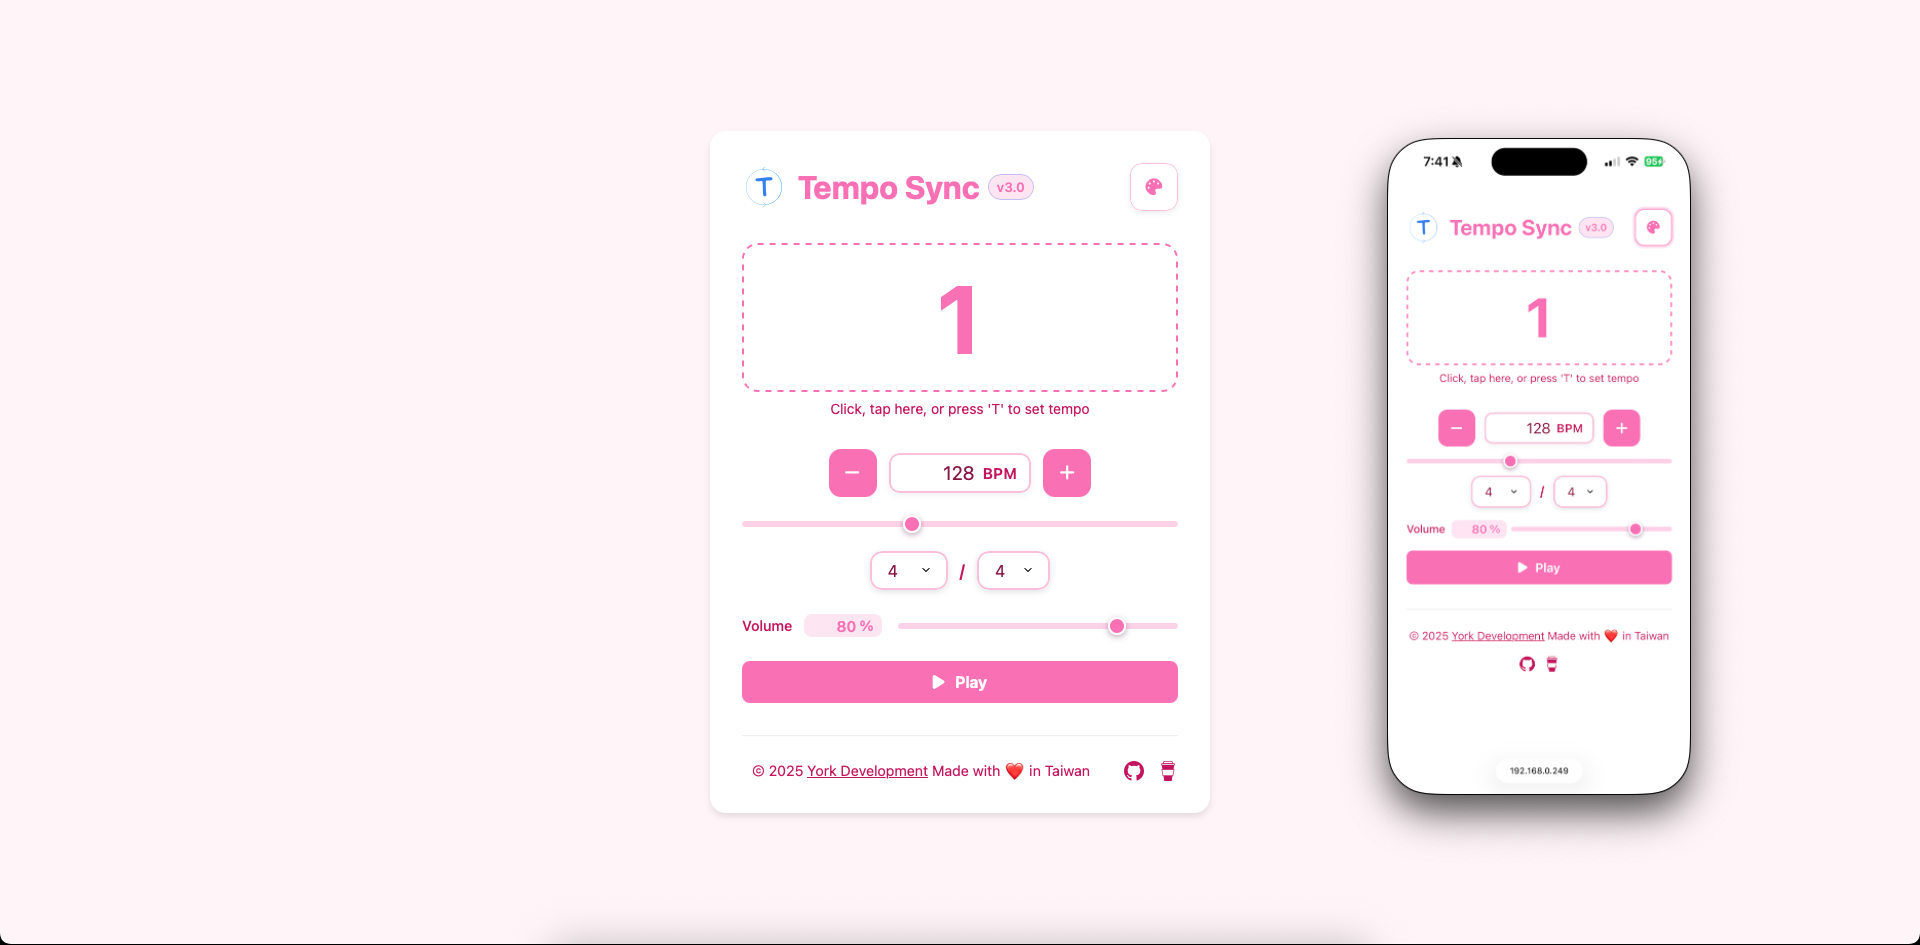 T Tempo Sync v3.0
1
Click, tap here, or press 'T' to set tempo
128 BPM
4 / 4
Volume 80 %
Play
© 2025 York Development Made with ❤️ in Taiwan
7:41 95+
T Tempo Sync v3.0
1
Click, tap here, or press 'T' to set tempo
128 BPM
4 / 4
Volume 80 %
Play
© 2025 York Development Made with ❤️ in Taiwan
192.168.0.249